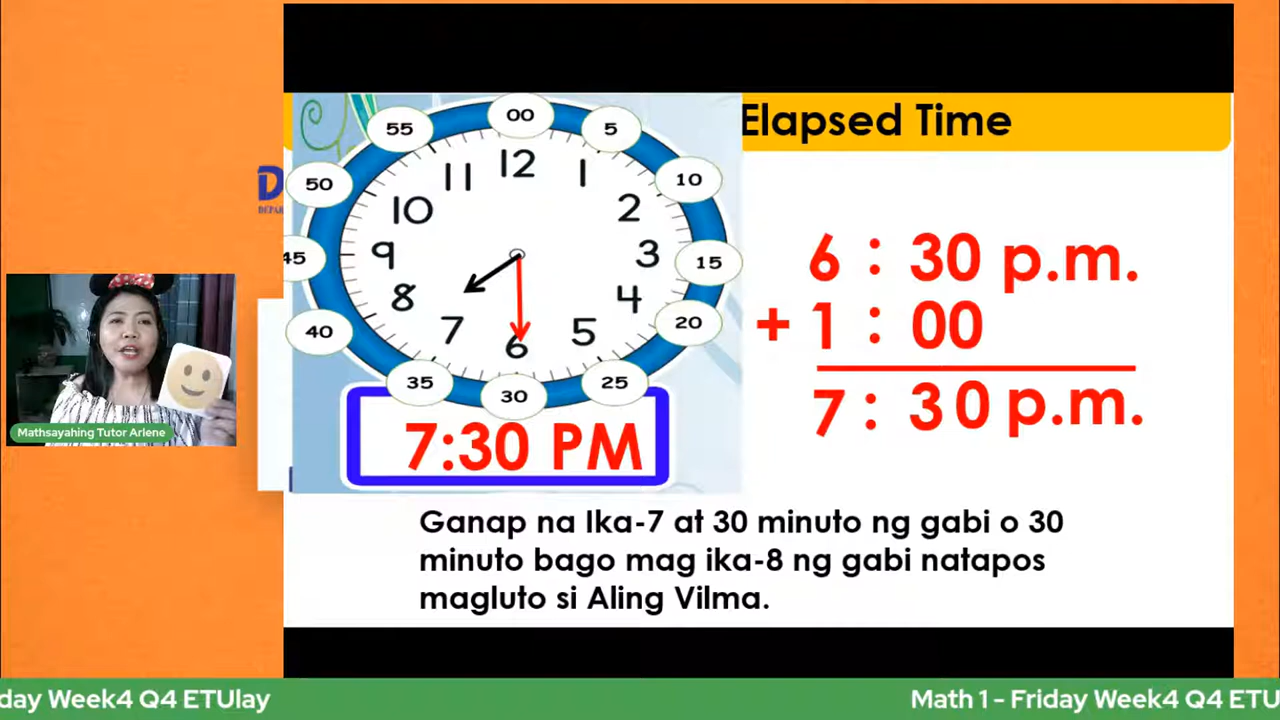 Elapsed Time
00
55
5
50
10
45
15
40
20
35
25
30
12
11
1
10
2
9
3
8
4
7
5
6
7:30 PM
6 : 30 p.m.
+ 1 : 00
7 : 30 p.m.
Ganap na Ika-7 at 30 minuto ng gabi o 30
minuto bago mag ika-8 ng gabi natapos
magluto si Aling Vilma.
Mathsayahing Tutor Arlene
day Week4 Q4 ETUlay
Math 1 - Friday Week4 Q4 ETU